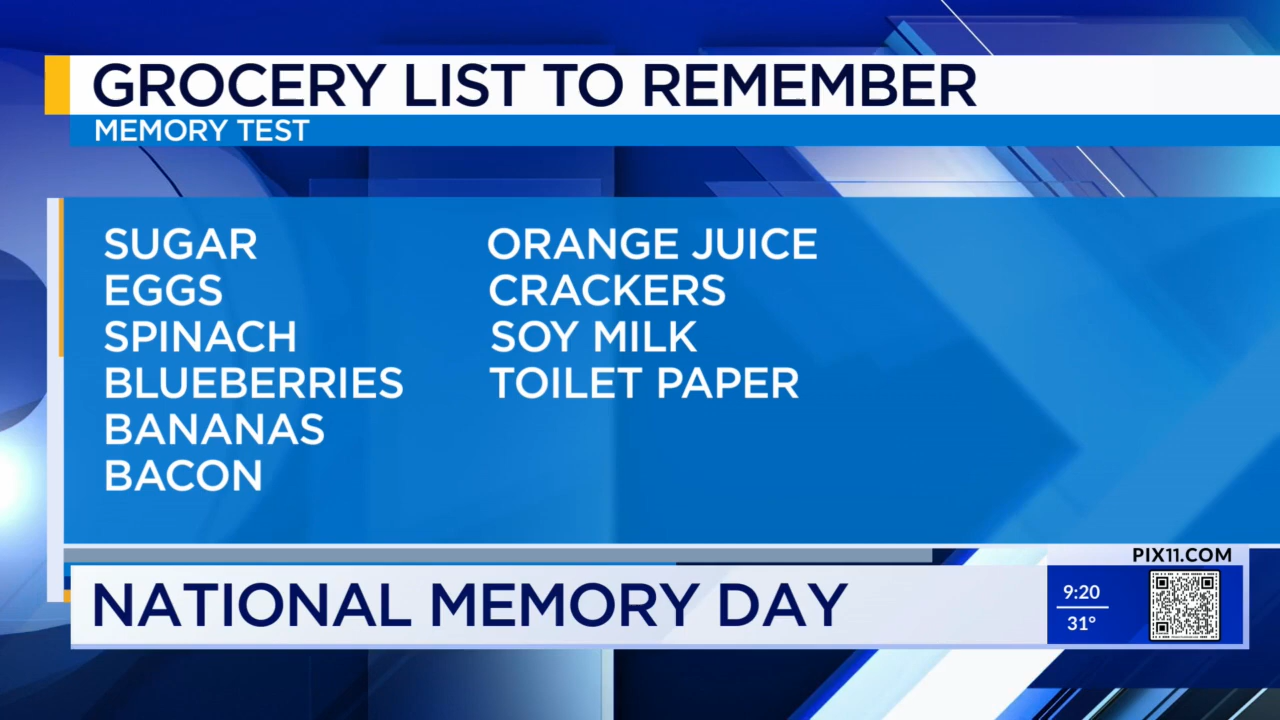 GROCERY LIST TO REMEMBER
MEMORY TEST
SUGAR
EGGS
SPINACH
BLUEBERRIES
BANANAS
BACON
ORANGE JUICE
CRACKERS
SOY MILK
TOILET PAPER
PIX11.COM
NATIONAL MEMORY DAY
9:20
31°